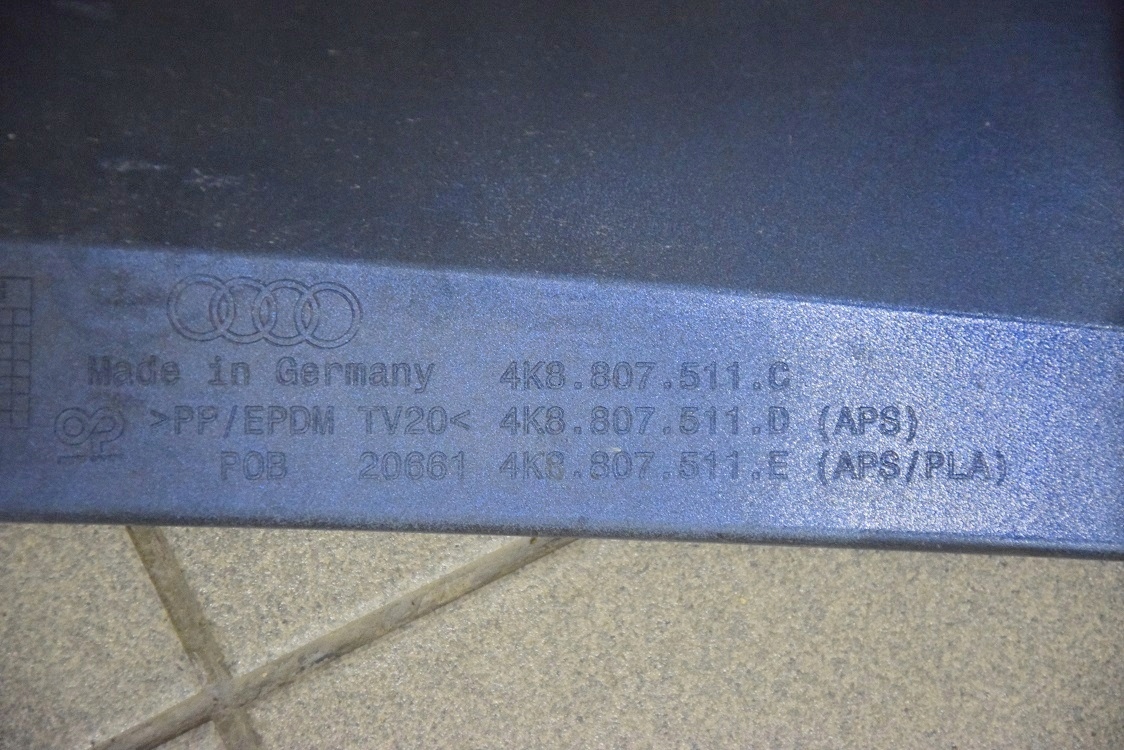 Made in Germany 4K8.807.511.C
>PP/EPDM TV20< 4K8.807.511.D (APS)
POB 20661 4K8.807.511.E (APS/PLA)